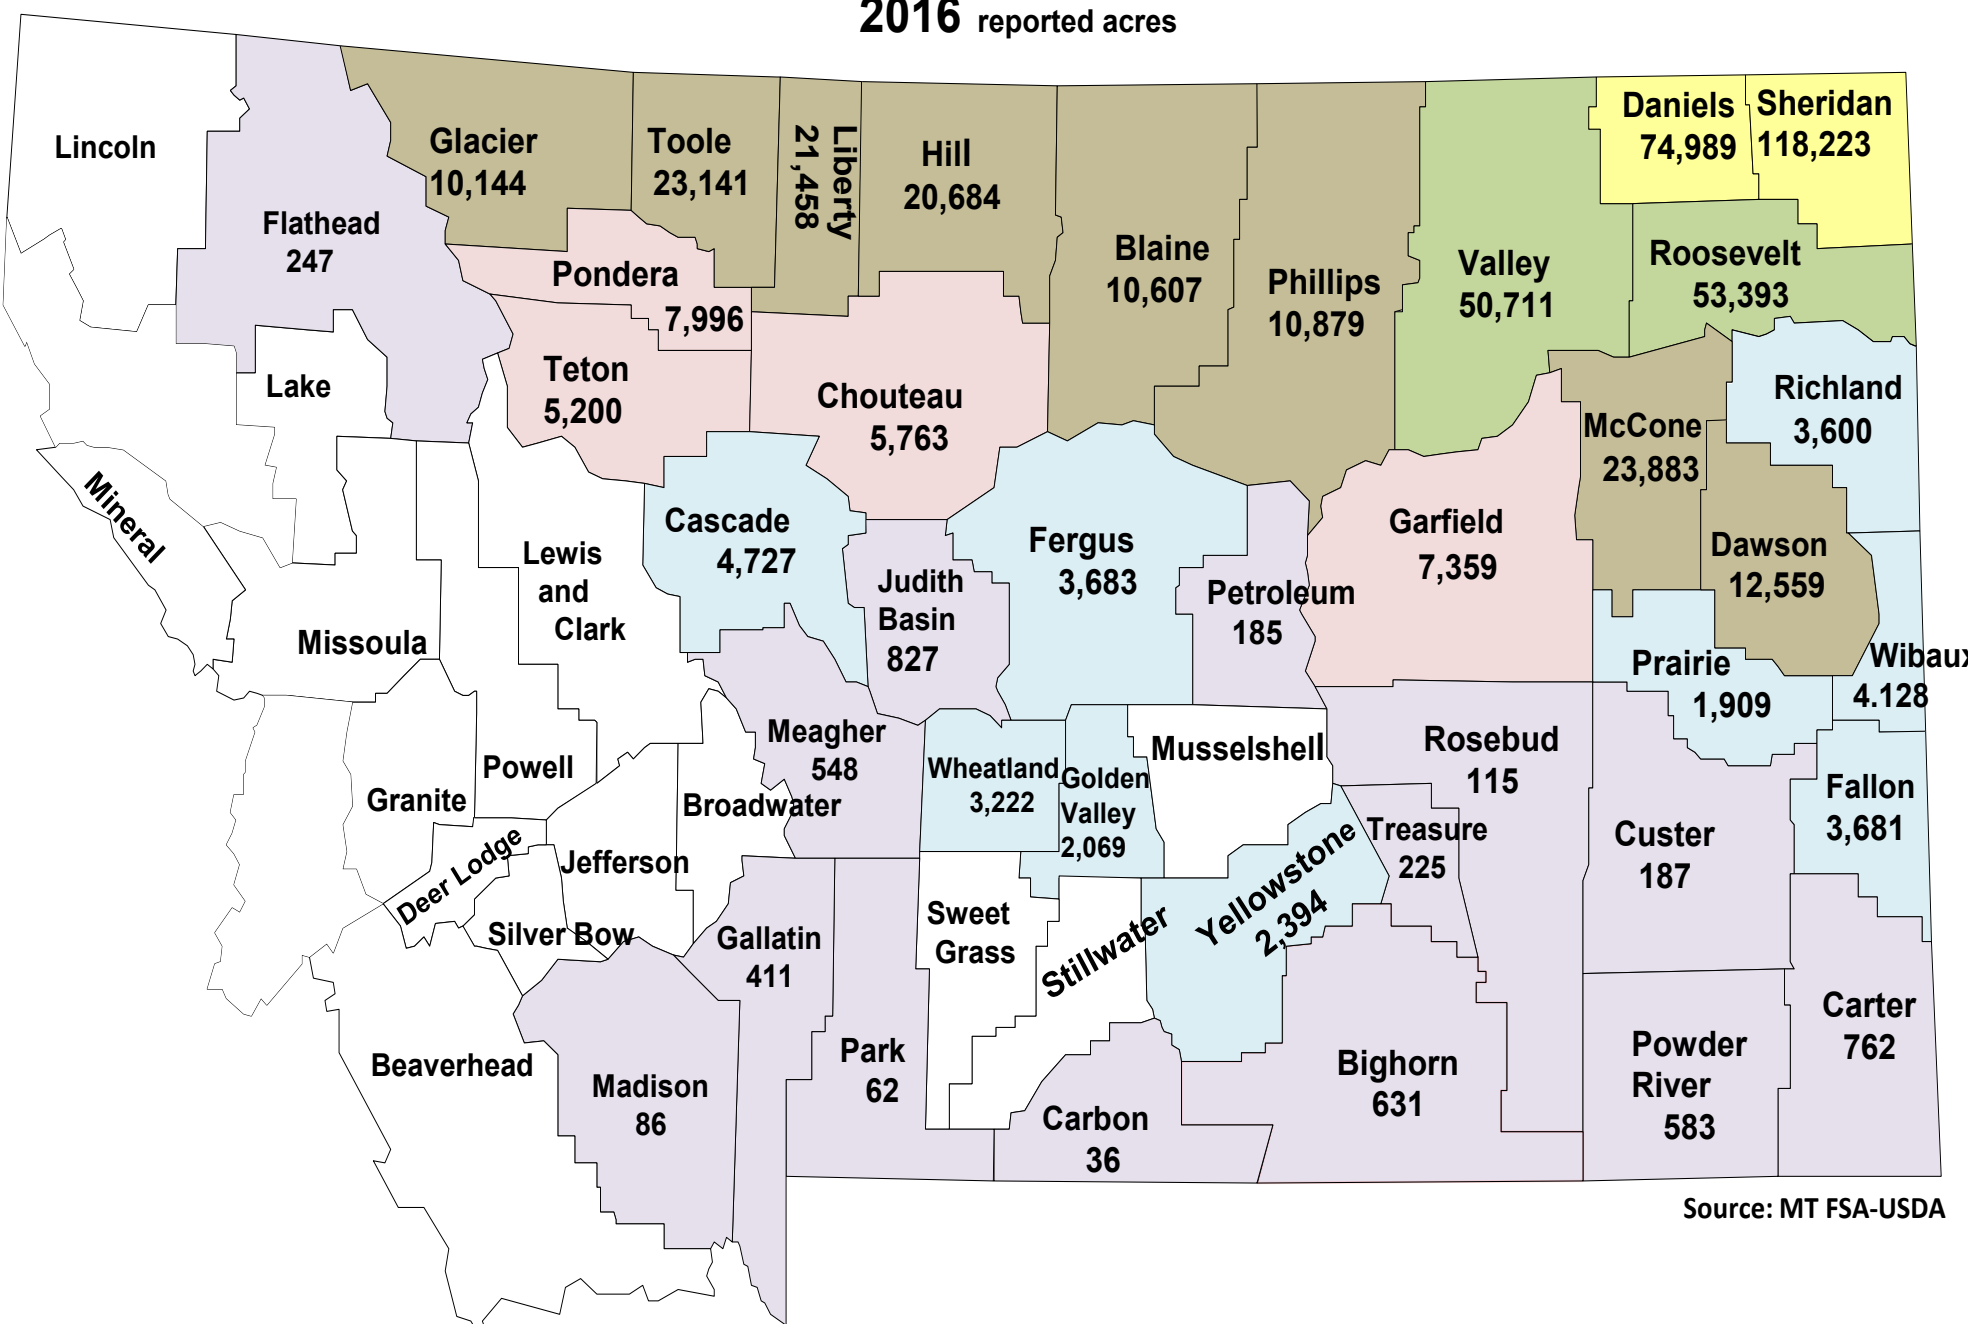 2016 reported acres
Lincoln
Flathead
247
Glacier
10,144
Toole
23,141
Liberty
21,458
Hill
20,684
Blaine
10,607
Phillips
10,879
Valley
50,711
Daniels
74,989
Sheridan
118,223
Roosevelt
53,393
Pondera
7,996
Teton
5,200
Chouteau
5,763
Lake
McCone
23,883
Richland
3,600
Mineral
Missoula
Lewis
and
Clark
Cascade
4,727
Judith
Basin
827
Fergus
3,683
Petroleum
185
Garfield
7,359
Dawson
12,559
Prairie
1,909
Wibaux
4.128
Granite
Powell
Meagher
548
Broadwater
Wheatland
3,222
Golden
Valley
2,069
Musselshell
Rosebud
115
Treasure
225
Custer
187
Fallon
3,681
Deer Lodge
Jefferson
Silver Bow
Gallatin
411
Sweet
Grass
Stillwater
Yellowstone
2,394
Beaverhead
Madison
86
Park
62
Carbon
36
Bighorn
631
Powder
River
583
Carter
762
Source: MT FSA-USDA